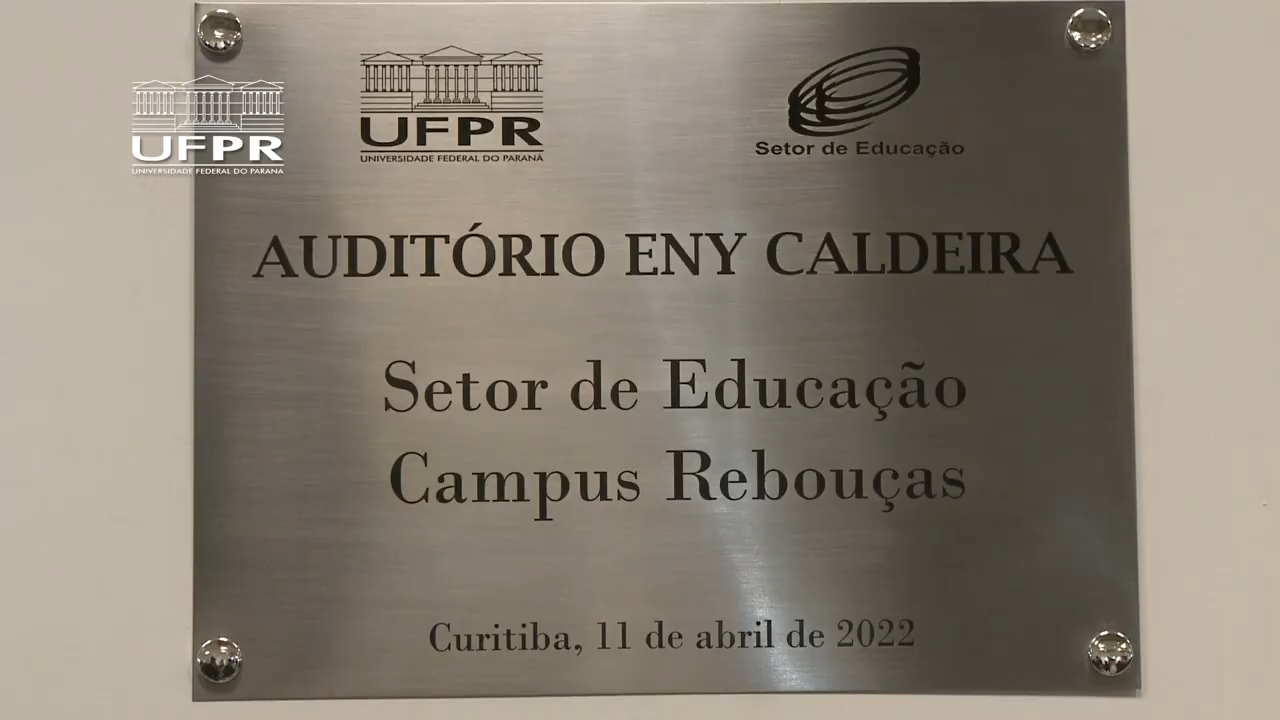 UFPR
UNIVERSIDADE FEDERAL DO PARANÁ
UFPR
UNIVERSIDADE FEDERAL DO PARANÁ
Setor de Educação
AUDITÓRIO ENY CALDEIRA
Setor de Educação
Campus Rebouças
Curitiba, 11 de abril de 2022